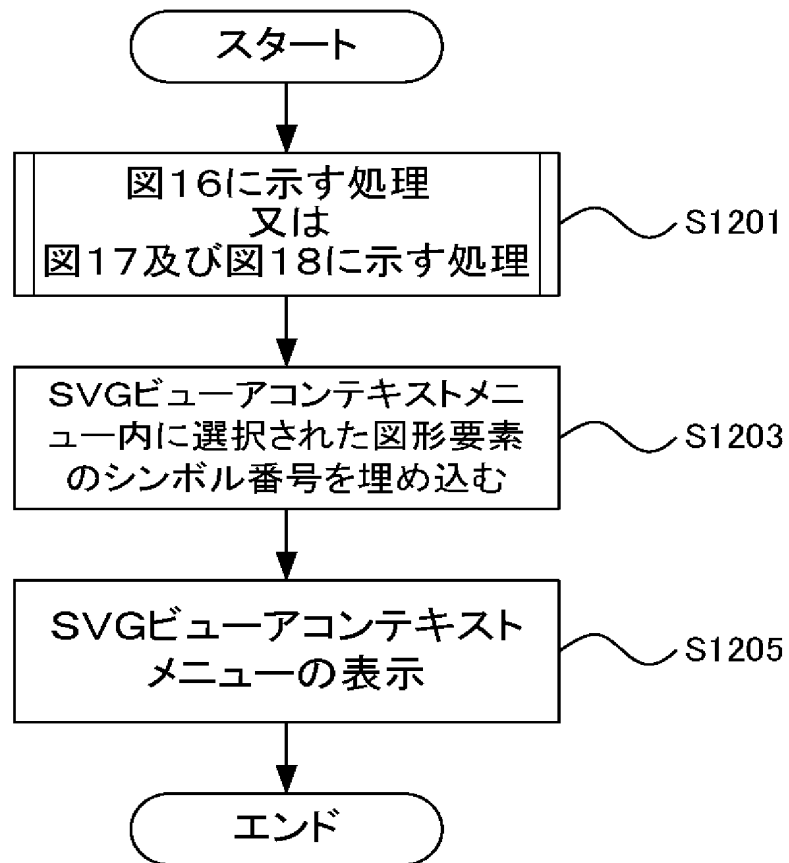 スタート
図16に示す処理
又は
図17及び図18に示す処理
S1201
SVGビューアコンテキストメニ
ュー内に選択された図形要素
のシンボル番号を埋め込む
S1203
SVGビューアコンテキスト
メニューの表示
S1205
エンド